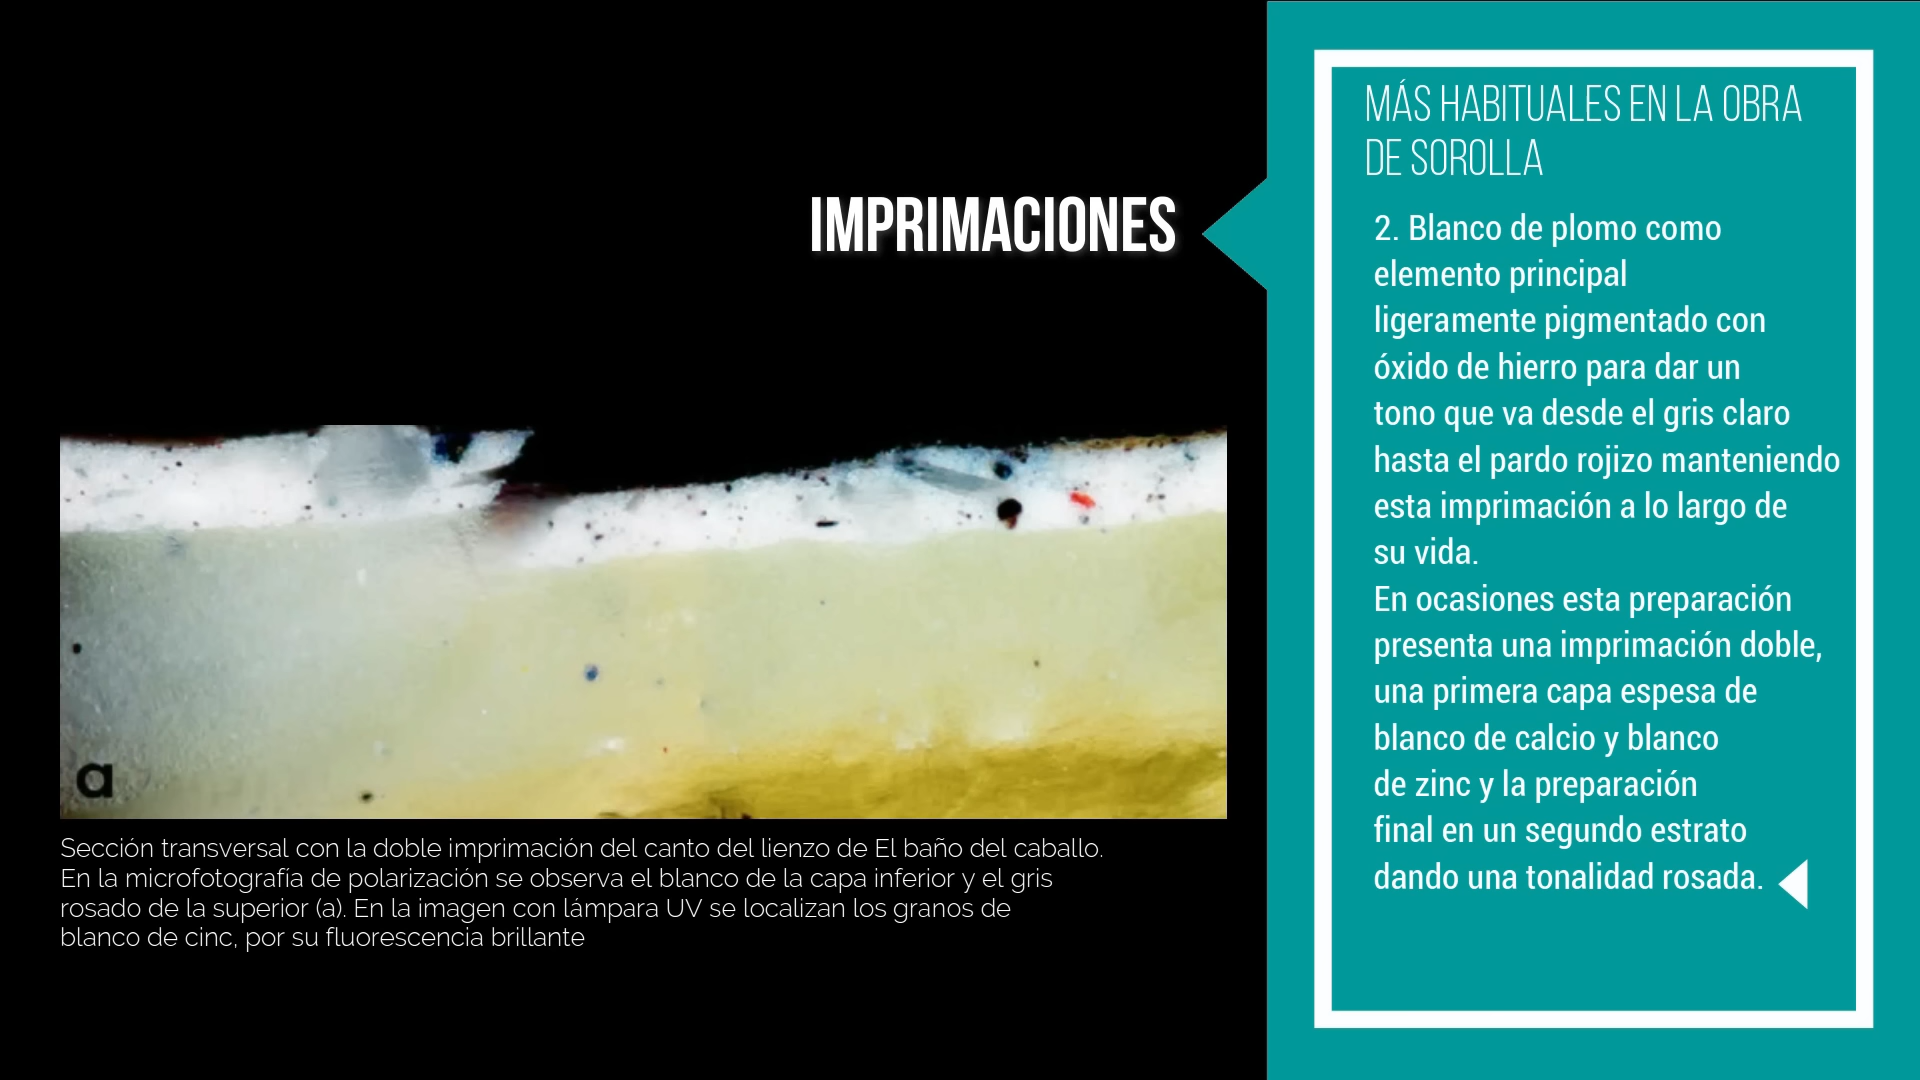 IMPRIMACIONES
MÁS HABITUALES EN LA OBRA
DE SOROLLA
2. Blanco de plomo como
elemento principal
ligeramente pigmentado con
óxido de hierro para dar un
tono que va desde el gris claro
hasta el pardo rojizo manteniendo
esta imprimación a lo largo de
su vida.
En ocasiones esta preparación
presenta una imprimación doble,
una primera capa espesa de
blanco de calcio y blanco
de zinc y la preparación
final en un segundo estrato
dando una tonalidad rosada.
a
Sección transversal con la doble imprimación del canto del lienzo de El baño del caballo.
En la microfotografía de polarización se observa el blanco de la capa inferior y el gris
rosado de la superior (a). En la imagen con lámpara UV se localizan los granos de
blanco de cinc, por su fluorescencia brillante